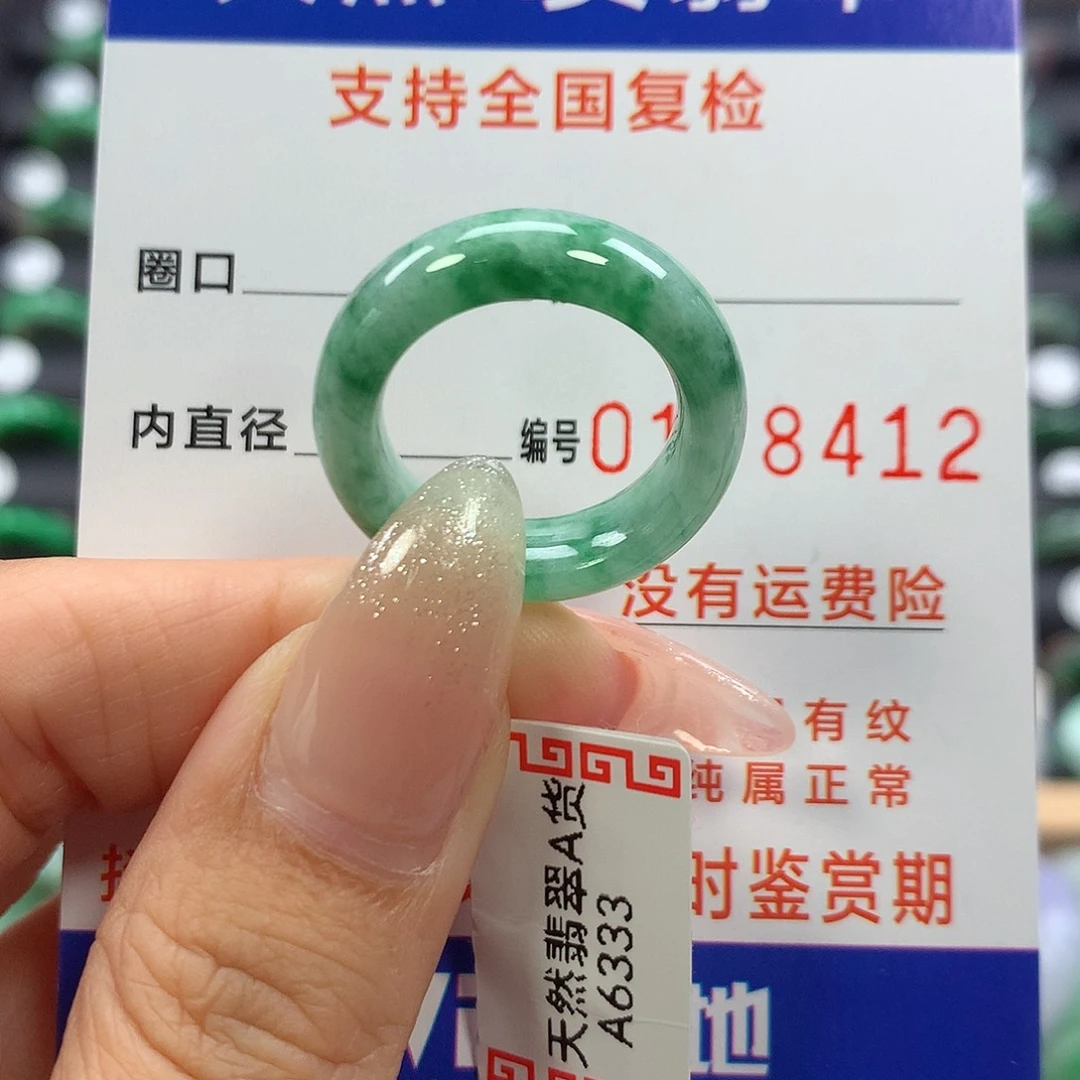 支持全国复检
圈口
内直径
编号 01 8412
没有运费险
有纹
纯属正常
时鉴赏期
天然翡翠A货
A6333